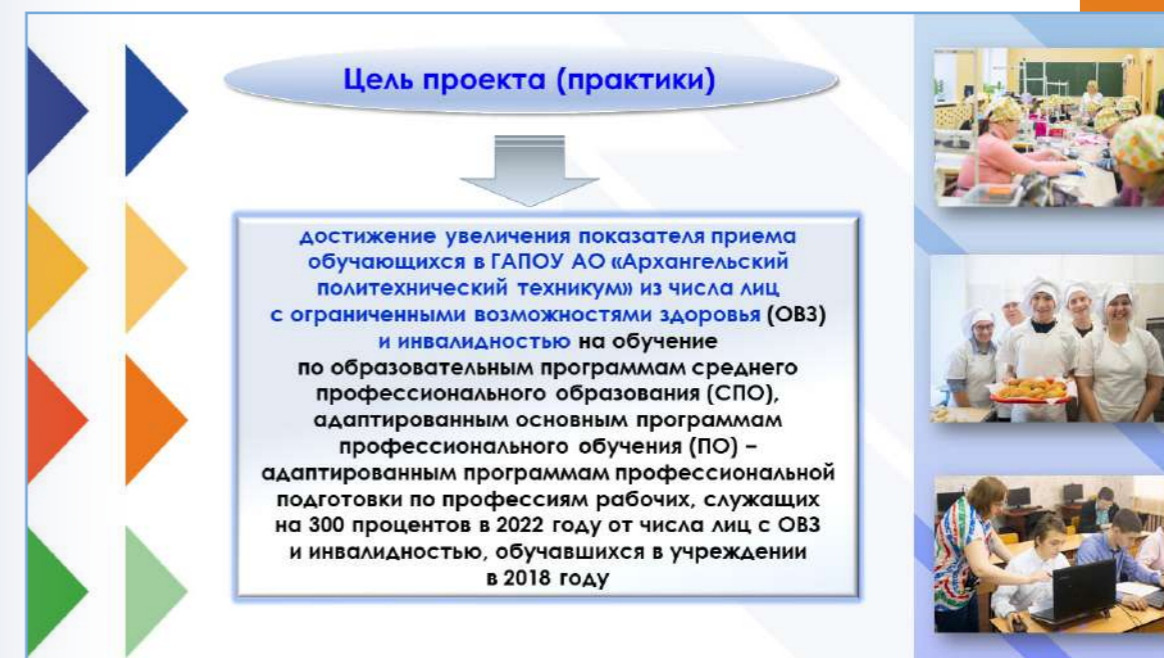 Цель проекта (практики)
достижение увеличения показателя приема
обучающихся в ГАПОУ АО «Архангельский
политехнический техникум» из числа лиц
с ограниченными возможностями здоровья (ОВЗ)
и инвалидностью на обучение
по образовательным программам среднего
профессионального образования (СПО),
адаптированным основным программам
профессионального обучения (ПО) –
адаптированным программам профессиональной
подготовки по профессиям рабочих, служащих
на 300 процентов в 2022 году от числа лиц с ОВЗ
и инвалидностью, обучавшихся в учреждении
в 2018 году